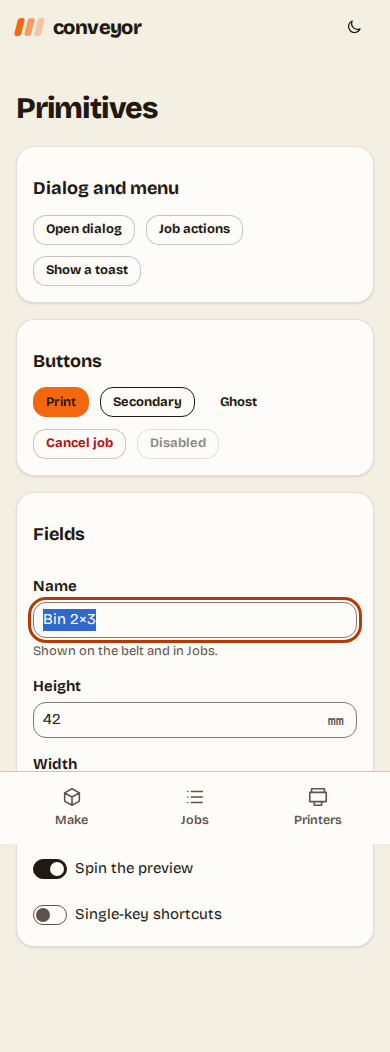 conveyor
Primitives
Dialog and menu
Open dialog
Job actions
Show a toast
Buttons
Print
Secondary
Ghost
Cancel job
Disabled
Fields
Name
Bin 2×3
Shown on the belt and in Jobs.
Height
42 mm
Width
Make
Jobs
Printers
Spin the preview
Single-key shortcuts